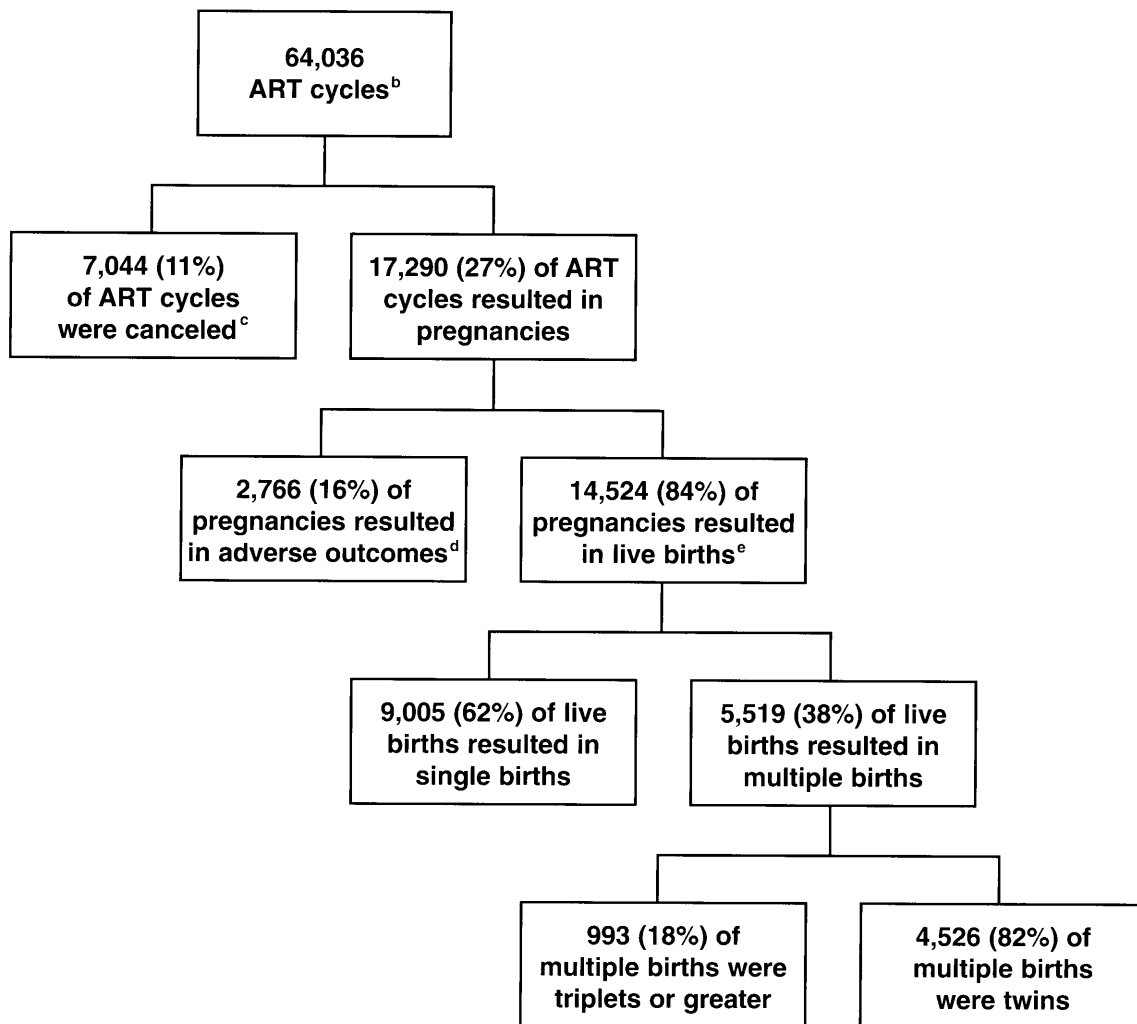 64,036
ART cycles^b
7,044 (11%)
of ART cycles
were canceled^c
17,290 (27%) of ART
cycles resulted in
pregnancies
2,766 (16%) of
pregnancies resulted
in adverse outcomes^d
14,524 (84%) of
pregnancies resulted
in live births^e
9,005 (62%) of live
births resulted in
single births
5,519 (38%) of live
births resulted in
multiple births
993 (18%) of
multiple births were
triplets or greater
4,526 (82%) of
multiple births
were twins